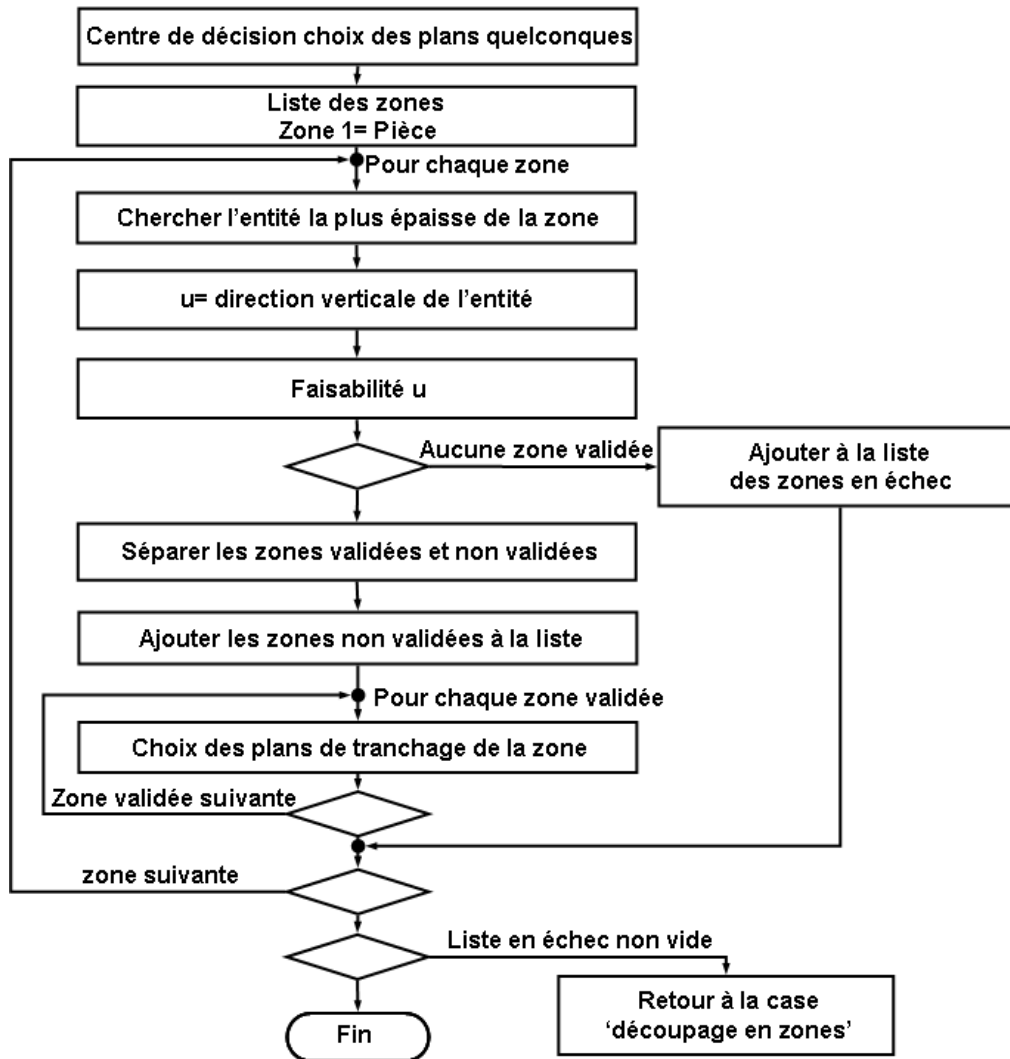 Centre de décision choix des plans quelconques
Liste des zones
Zone 1= Pièce
Pour chaque zone
Chercher l'entité la plus épaisse de la zone
u= direction verticale de l'entité
Faisabilité u
Aucune zone validée
Ajouter à la liste
des zones en échec
Séparer les zones validées et non validées
Ajouter les zones non validées à la liste
Pour chaque zone validée
Choix des plans de tranchage de la zone
Zone validée suivante
zone suivante
Liste en échec non vide
Retour à la case
'découpage en zones'
Fin